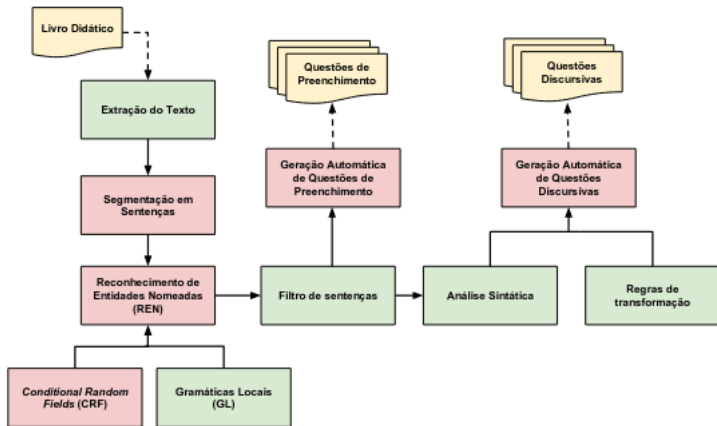 Livro Didático
Questões de
Preenchimento
Questões
Discursivas
Extração do Texto
Geração Automática
de Questões de
Preenchimento
Geração Automática
de Questões
Discursivas
Segmentação em
Sentenças
Reconhecimento de
Entidades Nomeadas
(REN)
Filtro de sentenças
Análise Sintática
Regras de
transformação
Conditional Random
Fields (CRF)
Gramáticas Locais
(GL)